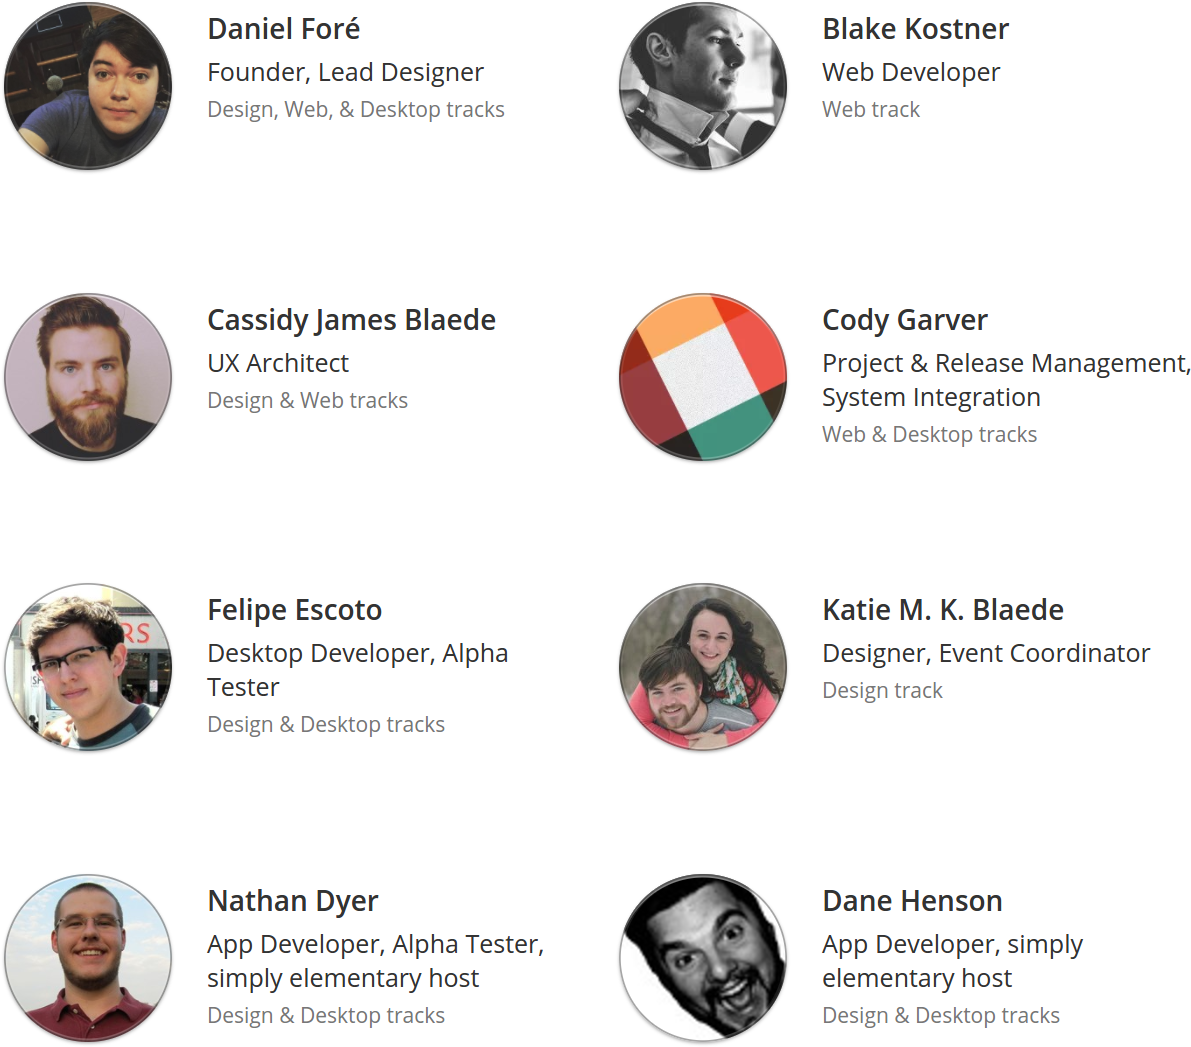 Daniel Foré
Founder, Lead Designer
Design, Web, & Desktop tracks
Blake Kostner
Web Developer
Web track
Cassidy James Blaede
UX Architect
Design & Web tracks
Cody Garver
Project & Release Management,
System Integration
Web & Desktop tracks
RS
Felipe Escoto
Desktop Developer, Alpha
Tester
Design & Desktop tracks
Katie M. K. Blaede
Designer, Event Coordinator
Design track
Nathan Dyer
App Developer, Alpha Tester,
simply elementary host
Design & Desktop tracks
Dane Henson
App Developer, simply
elementary host
Design & Desktop tracks